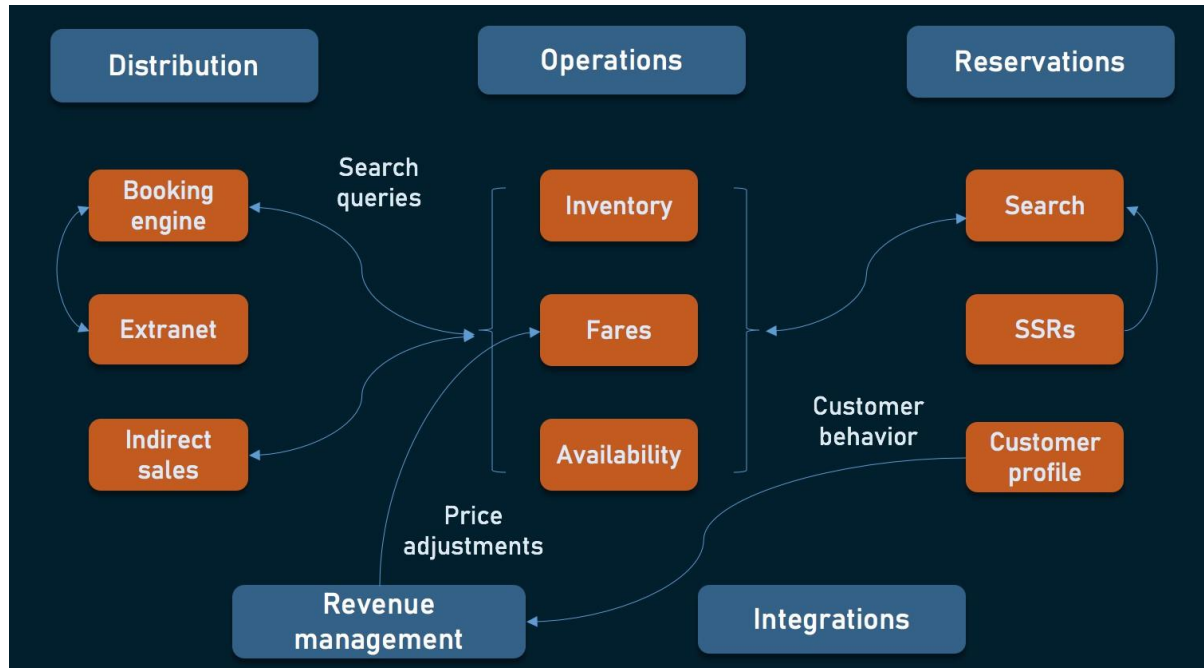 Distribution
Operations
Reservations
Search
queries
Booking
engine
Inventory
Search
Extranet
Fares
SSRs
Customer
behavior
Indirect
sales
Availability
Customer
profile
Price
adjustments
Revenue
management
Integrations